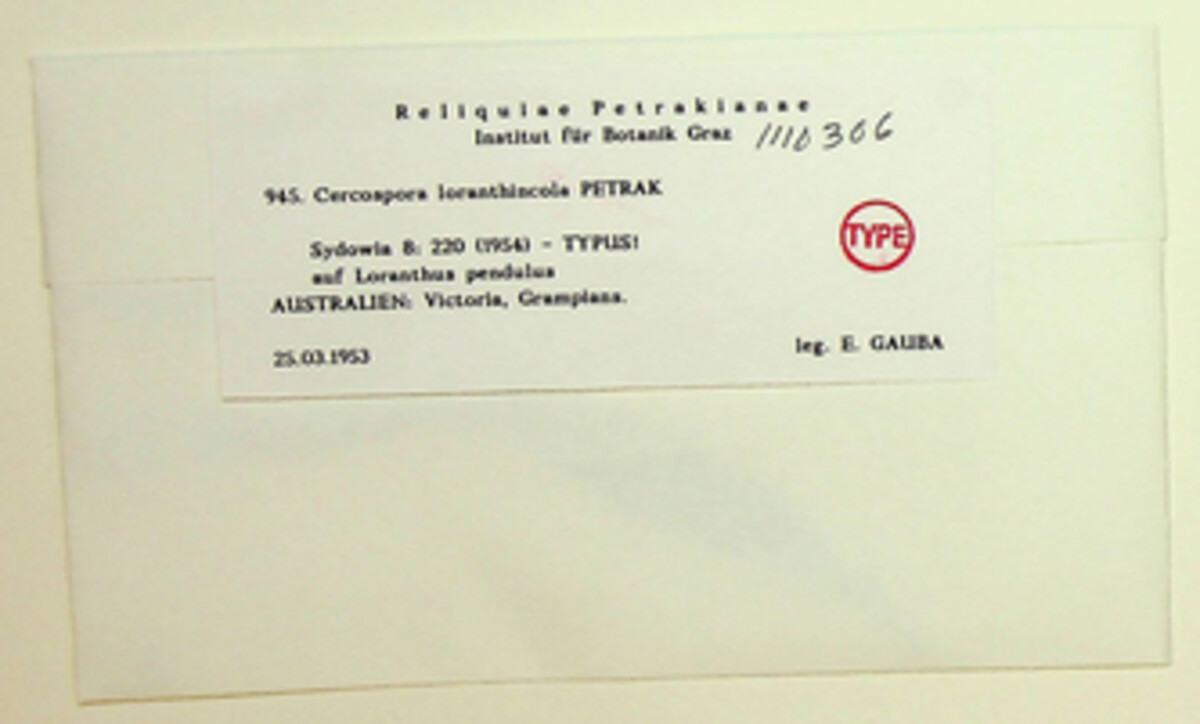 Reliquiae Petrakianae
Institut für Botanik Graz 1110306
945. Cercospora loranthincola PETRAK
Sydowia 8: 220 (1954) - TYPUS!
TYPE
auf Loranthus pendulus
AUSTRALIEN: Victoria, Grampians.
25.03.1953 leg. E. GAUBA